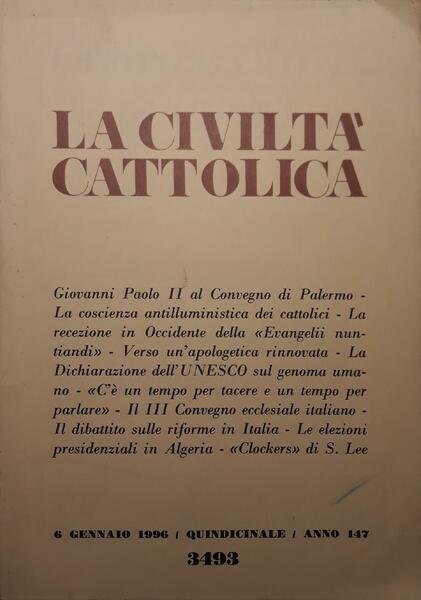 LA CIVILTA'
CATTOLICA
Giovanni Paolo II al Convegno di Palermo -
La coscienza antilluministica dei cattolici - La
recezione in Occidente della «Evangelii nun-
tiandi» - Verso un'apologetica rinnovata - La
Dichiarazione dell'UNESCO sul genoma uma-
no - «C'è un tempo per tacere e un tempo per
parlare» - Il III Convegno ecclesiale italiano -
Il dibattito sulle riforme in Italia - Le elezioni
presidenziali in Algeria - «Clockers» di S. Lee
6 GENNAIO 1996 / QUINDICINALE / ANNO 147
3493